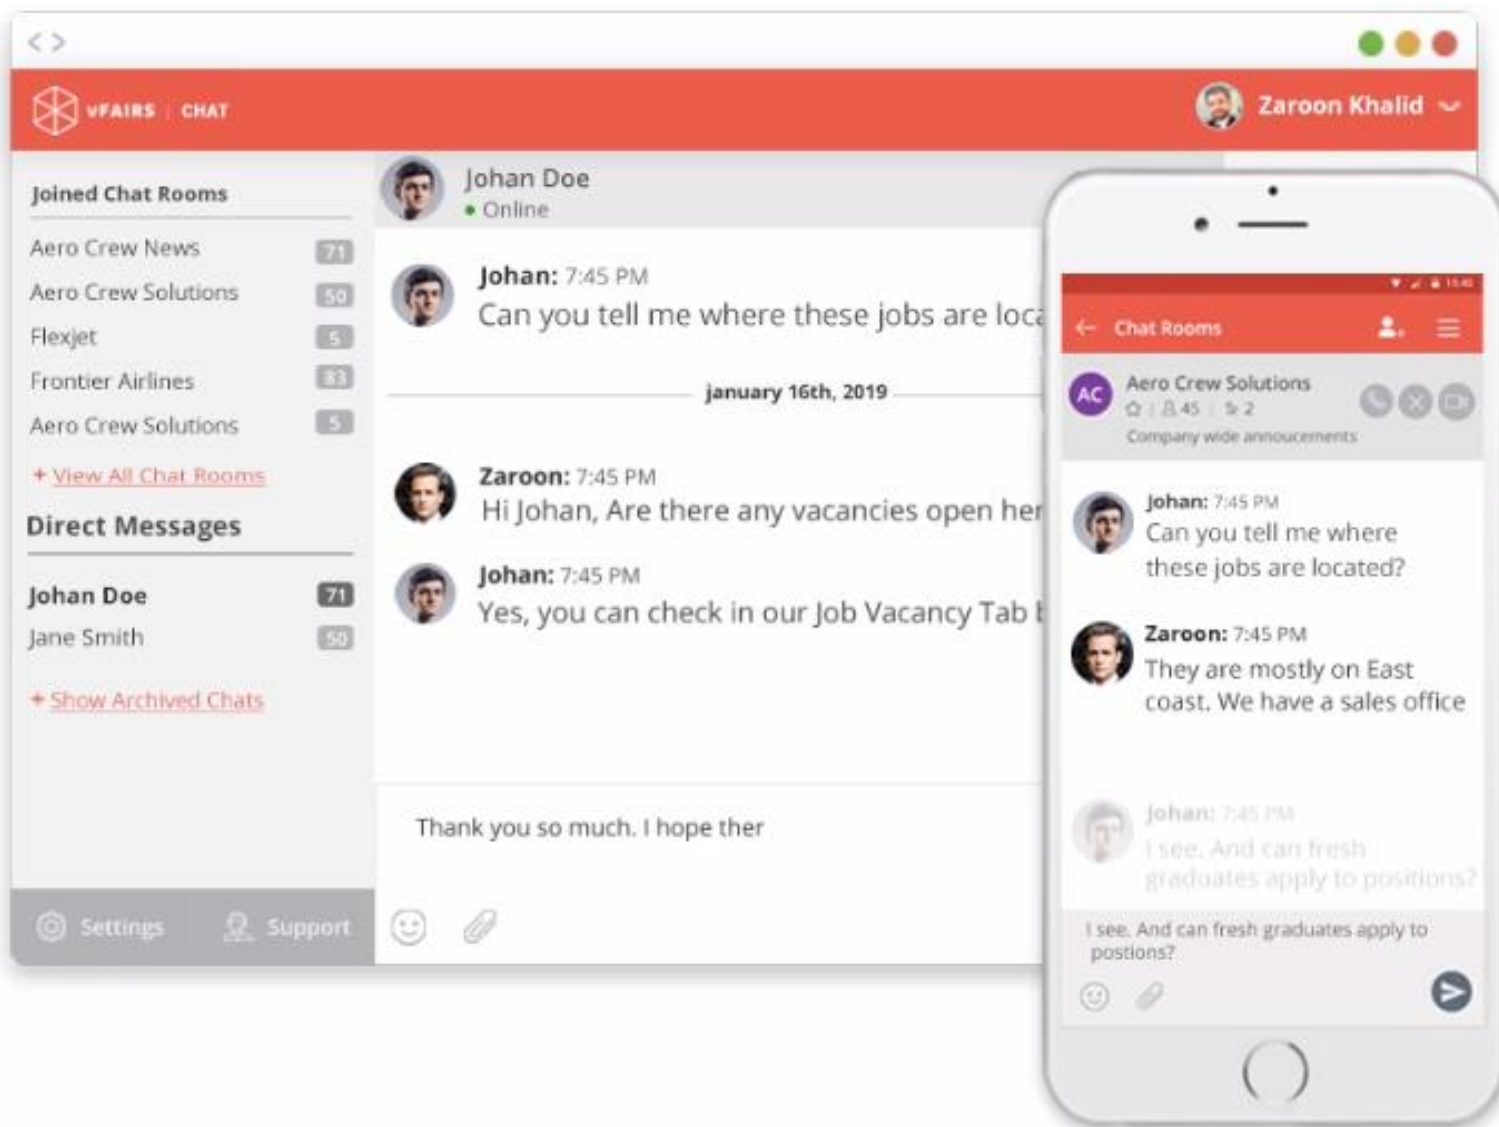 vFAIRS | CHAT
Zaroon Khalid
Joined Chat Rooms
Aero Crew News 71
Aero Crew Solutions 50
Flexjet 5
Frontier Airlines 83
Aero Crew Solutions 5
+ View All Chat Rooms
Direct Messages
Johan Doe 71
Jane Smith 50
+ Show Archived Chats
Settings
Support
Johan Doe
Online
Johan: 7:45 PM
Can you tell me where these jobs are loca
january 16th, 2019
Zaroon: 7:45 PM
Hi Johan, Are there any vacancies open her
Johan: 7:45 PM
Yes, you can check in our Job Vacancy Tab
Thank you so much. I hope ther
Chat Rooms
AC
Aero Crew Solutions
45 | 2
Company wide annoucements
Johan: 7:45 PM
Can you tell me where
these jobs are located?
Zaroon: 7:45 PM
They are mostly on East
coast. We have a sales office
Johan: 7:45 PM
I see. And can fresh
graduates apply to positions?
I see. And can fresh graduates apply to
postions?